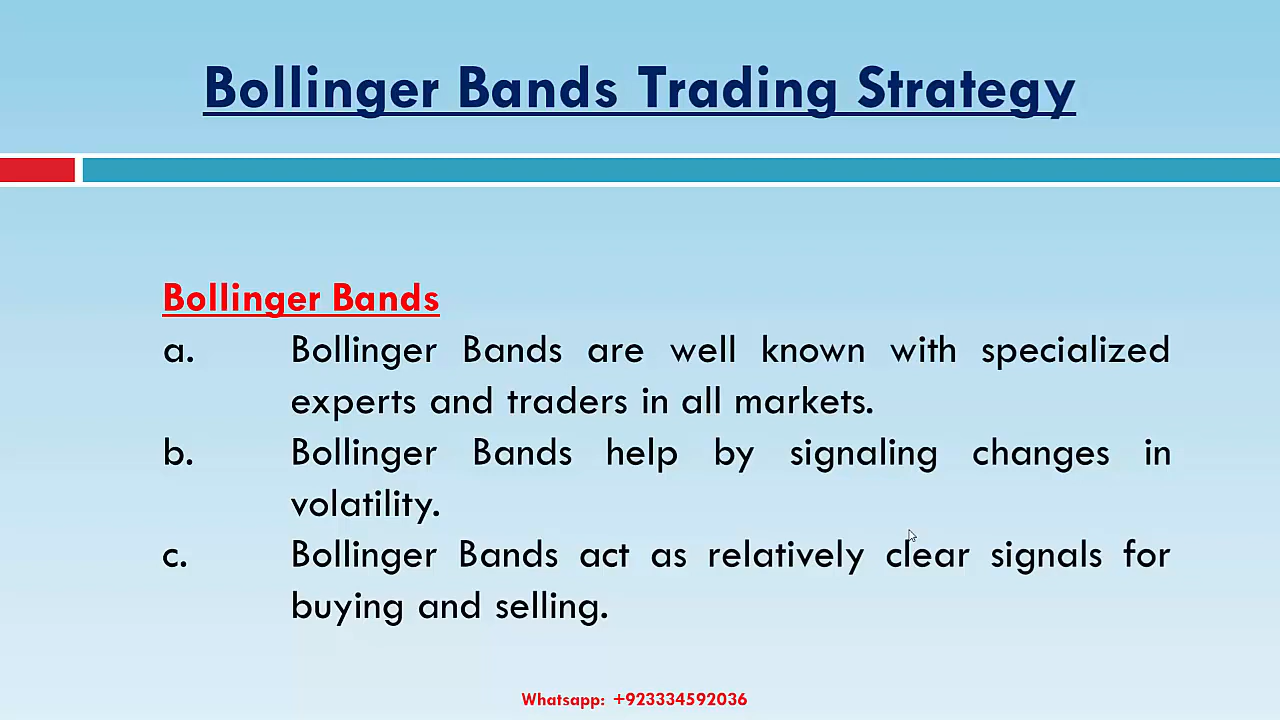 Bollinger Bands Trading Strategy
Bollinger Bands
a. Bollinger Bands are well known with specialized
experts and traders in all markets.
b. Bollinger Bands help by signaling changes in
volatility.
c. Bollinger Bands act as relatively clear signals for
buying and selling.
Whatsapp: +923334592036